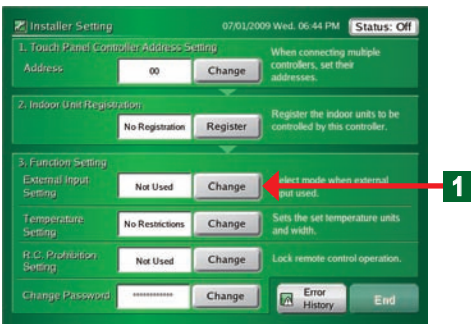 Installer Setting 07/01/2009 Wed. 06:44 PM Status: Off
1. Touch Panel Controller Address Setting
Address 00 Change
When connecting multiple
controllers, set their
addresses.
2. Indoor Unit Registration
No Registration Register
Register the indoor units to be
controlled by this controller.
3. Function Setting
External Input
Setting
Not Used Change
Select mode when external
input used.
1
Temperature
Setting
No Restrictions Change
Sets the set temperature units
and width.
R.C. Prohibition
Setting
Not Used Change
Lock remote control operation.
Change Password ************ Change
Error
History
End